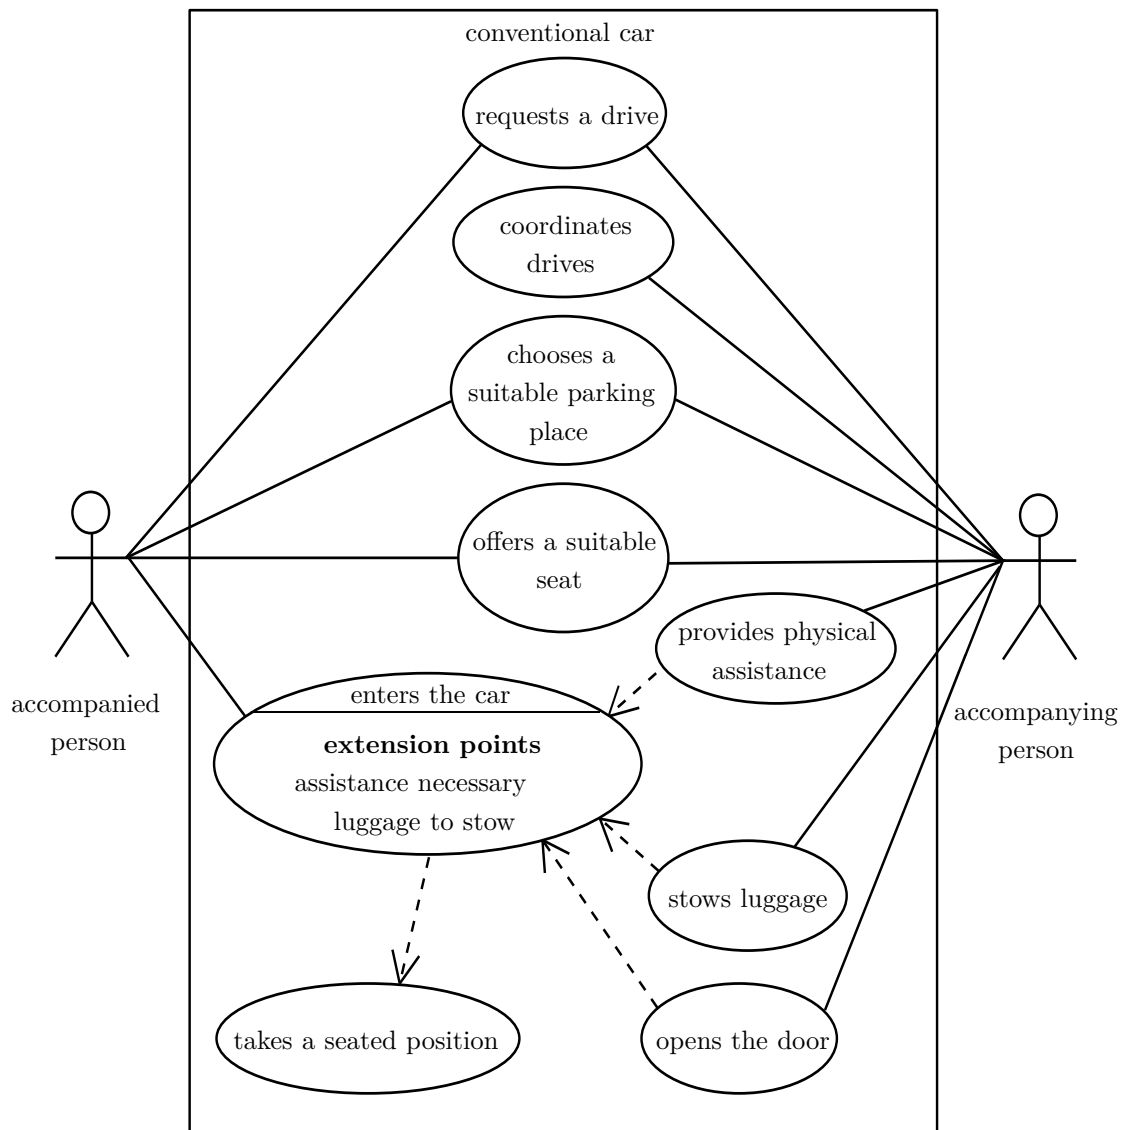 conventional car
requests a drive
coordinates
drives
chooses a
suitable parking
place
offers a suitable
seat
provides physical
assistance
accompanied
person
accompanying
person
enters the car
extension points
assistance necessary
luggage to stow
stows luggage
takes a seated position
opens the door